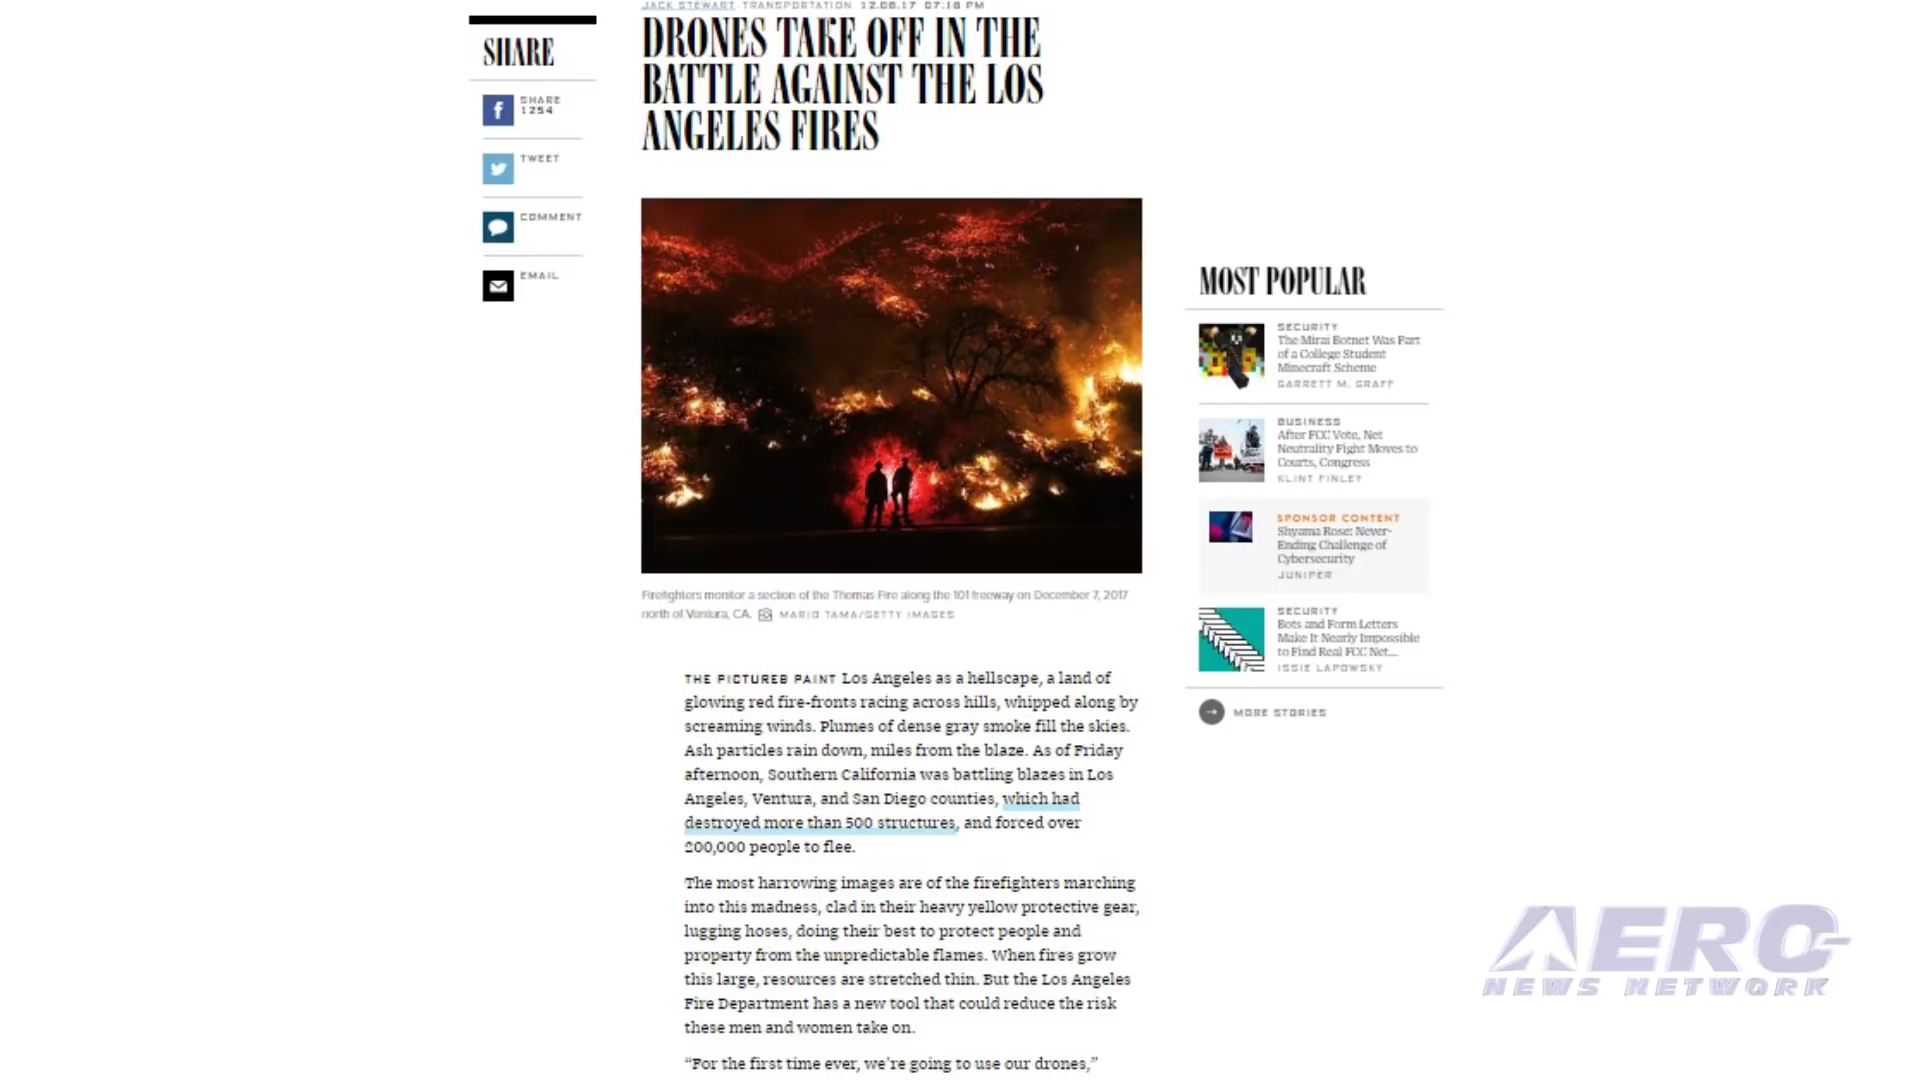 JACK STEWART TRANSPORTATION 12.08.17 07:18 PM
DRONES TAKE OFF IN THE
BATTLE AGAINST THE LOS
ANGELES FIRES
SHARE
SHARE
1254
TWEET
COMMENT
EMAIL
Firefighters monitor a section of the Thomas Fire along the 101 freeway on December 7, 2017
north of Ventura, CA. MARIO TAMA/GETTY IMAGES
THE PICTURES PAINT Los Angeles as a hellscape, a land of
glowing red fire-fronts racing across hills, whipped along by
screaming winds. Plumes of dense gray smoke fill the skies.
Ash particles rain down, miles from the blaze. As of Friday
afternoon, Southern California was battling blazes in Los
Angeles, Ventura, and San Diego counties, which had
destroyed more than 500 structures, and forced over
200,000 people to flee.
The most harrowing images are of the firefighters marching
into this madness, clad in their heavy yellow protective gear,
lugging hoses, doing their best to protect people and
property from the unpredictable flames. When fires grow
this large, resources are stretched thin. But the Los Angeles
Fire Department has a new tool that could reduce the risk
these men and women take on.
“For the first time ever, we’re going to use our drones,”
MOST POPULAR
SECURITY
The Mirai Botnet Was Part
of a College Student
Minecraft Scheme
GARRETT M. GRAFF
BUSINESS
After FCC Vote, Net
Neutrality Fight Moves to
Courts, Congress
KLINT FINLEY
SPONSOR CONTENT
Shyama Rose: Never-
Ending Challenge of
Cybersecurity
JUNIPER
SECURITY
Bots and Form Letters
Make It Nearly Impossible
to Find Real FCC Net...
ISSIE LAPOWSKY
MORE STORIES
AERO
NEWS NETWORK